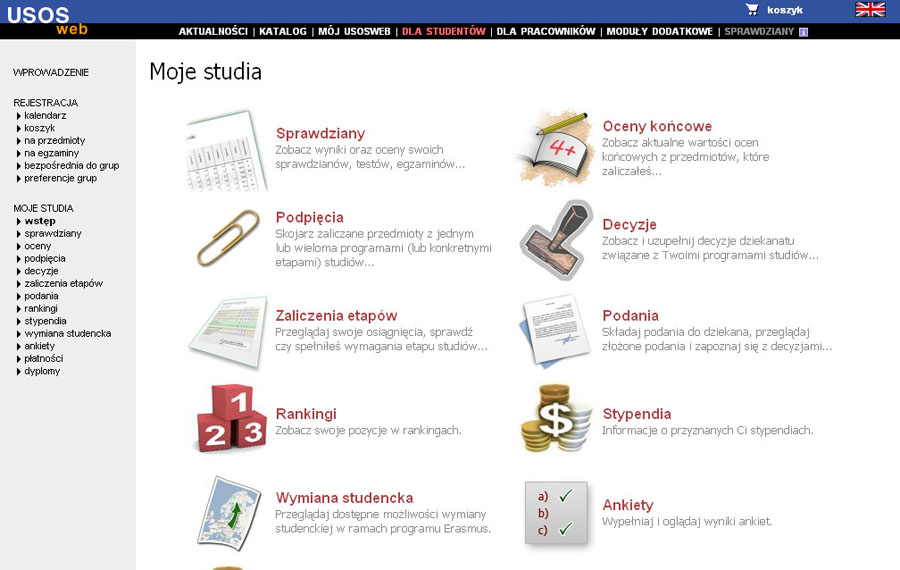 USOS
web
koszyk
AKTUALNOŚCI | KATALOG | MÓJ USOSWEB | DLA STUDENTÓW | DLA PRACOWNIKÓW | MODUŁY DODATKOWE | SPRAWDZIANY i
WPROWADZENIE
REJESTRACJA
kalendarz
koszyk
na przedmioty
na egzaminy
bezpośrednia do grup
preferencje grup
MOJE STUDIA
wstęp
sprawdziany
oceny
podpięcia
decyzje
zaliczenia etapów
podania
rankingi
stypendia
wymiana studencka
ankiety
płatności
dyplomy
Moje studia
Sprawdziany
Zobacz wyniki oraz oceny swoich
sprawdzianów, testów, egzaminów...
4+
Oceny końcowe
Zobacz aktualne wartości ocen
końcowych z przedmiotów, które
zaliczałeś...
Podpięcia
Skojarz zaliczane przedmioty z jednym
lub wieloma programami (lub konkretnymi
etapami) studiów...
Decyzje
Zobacz i uzupełnij decyzje dziekanatu
związane z Twoimi programami studiów...
Zaliczenia etapów
Przeglądaj swoje osiągnięcia, sprawdź
czy spełniłeś wymagania etapu studiów...
Podania
Składaj podania do dziekana, przeglądaj
złożone podania i zapoznaj się z decyzjami...
1
2 3
Rankingi
Zobacz swoje pozycje w rankingach.
$
Stypendia
Informacje o przyznanych Ci stypendiach.
Wymiana studencka
Przeglądaj dostępne możliwości wymiany
studenckiej w ramach programu Erasmus.
a)
b)
c)
Ankiety
Wypełniaj i oglądaj wyniki ankiet.